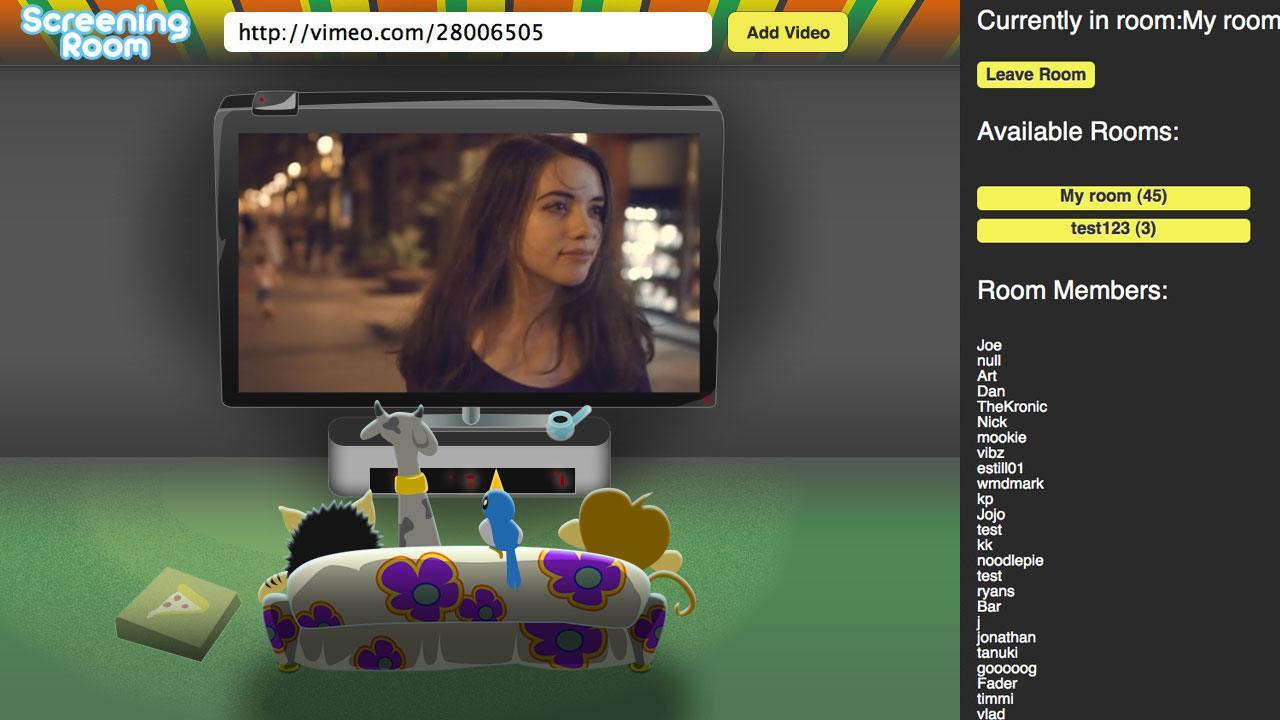 Screening
Room
http://vimeo.com/28006505
Add Video
Currently in room:My room
Leave Room
Available Rooms:
My room (45)
test123 (3)
Room Members:
Joe
null
Art
Dan
TheKronic
Nick
mookie
vibz
estill01
wmdmark
kp
Jojo
test
kk
noodlepie
test
ryans
Bar
j
jonathan
tanuki
gooooog
Fader
timmi
vlad